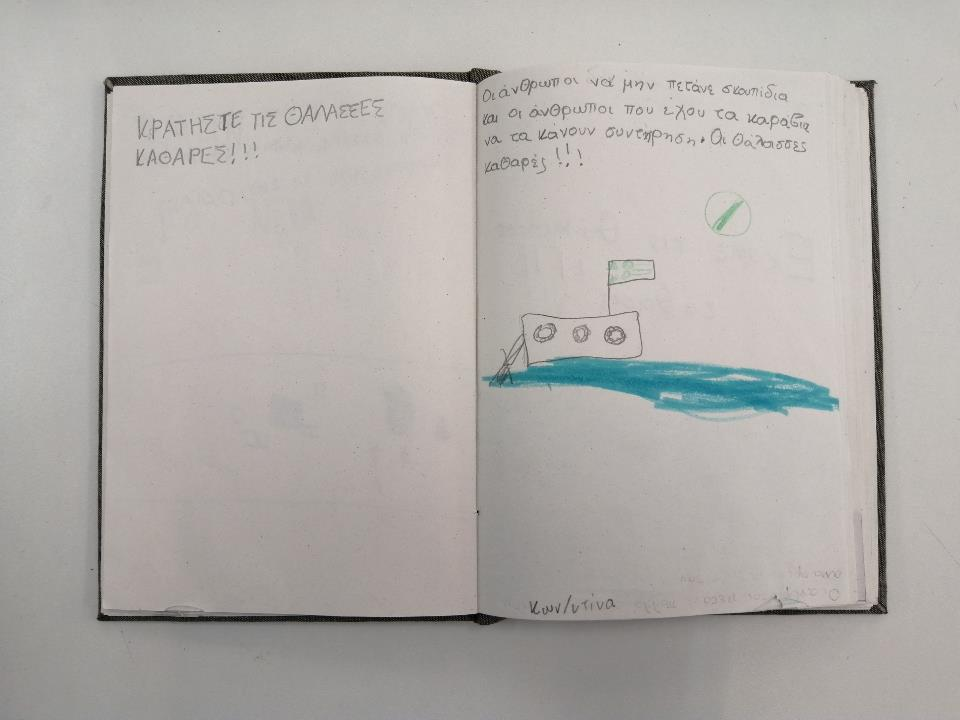 ΚΡΑΤΗΣΤΕ ΤΙΣ ΘΑΛΑΣΣΕΣ
ΚΑΘΑΡΕΣ!!!
Οι άνθρωποι νά μην πετάνε σκουπίδια
και οι άνθρωποι που έχου τα καράβια
να τα κάνουν συντήρηση. Οι θάλασσες
καθαρές!!!
Κων/ντίνα